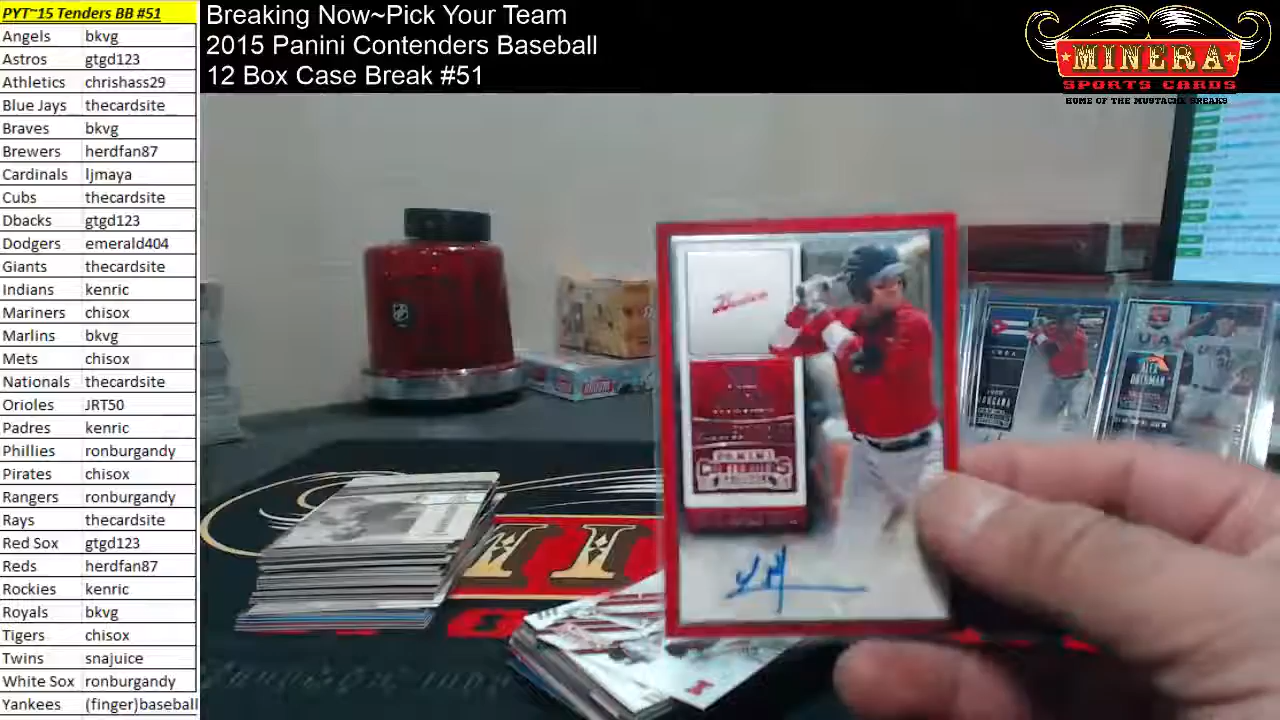 PYT~15 Tenders BB #51
Angels bkvg
Astros gtgd123
Athletics chrishass29
Blue Jays thecardsite
Braves bkvg
Brewers herdfan87
Cardinals ljmaya
Cubs thecardsite
Dbacks gtgd123
Dodgers emerald404
Giants thecardsite
Indians kenric
Mariners chisox
Marlins bkvg
Mets chisox
Nationals thecardsite
Orioles JRT50
Padres kenric
Phillies ronburgandy
Pirates chisox
Rangers ronburgandy
Rays thecardsite
Red Sox gtgd123
Reds herdfan87
Rockies kenric
Royals bkvg
Tigers chisox
Twins snajuice
White Sox ronburgandy
Yankees (finger)baseball
Breaking Now~Pick Your Team
2015 Panini Contenders Baseball
12 Box Case Break #51
MINERA
SPORTS CARDS
HOME OF THE MUSTACHE BREAKS
Boston
PANINI
CONTENDERS
CUBA
USA
ALEX